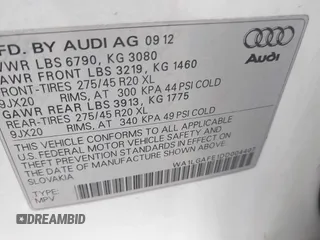 MFD. BY AUDI AG 09 12
GVWR LBS 6790, KG 3080
GAWR FRONT LBS 3219, KG 1460
FRONT-TIRES 275/45 R20 XL
9JX20 RIMS, AT 300 KPA 44 PSI COLD
GAWR REAR LBS 3913, KG 1775
REAR-TIRES 275/45 R20 XL
9JX20 RIMS, AT 340 KPA 49 PSI COLD
THIS VEHICLE CONFORMS TO ALL APPLICABLE
FEDERAL MOTOR VEHICLE SAFETY AND
THEFT PREVENTION STANDARDS IN EFFECT
ON THE DATE OF MANUFACTURE SHOWN ABOVE.
SLOVAKIA
TYPE:
MPV
Audi
DREAMBID